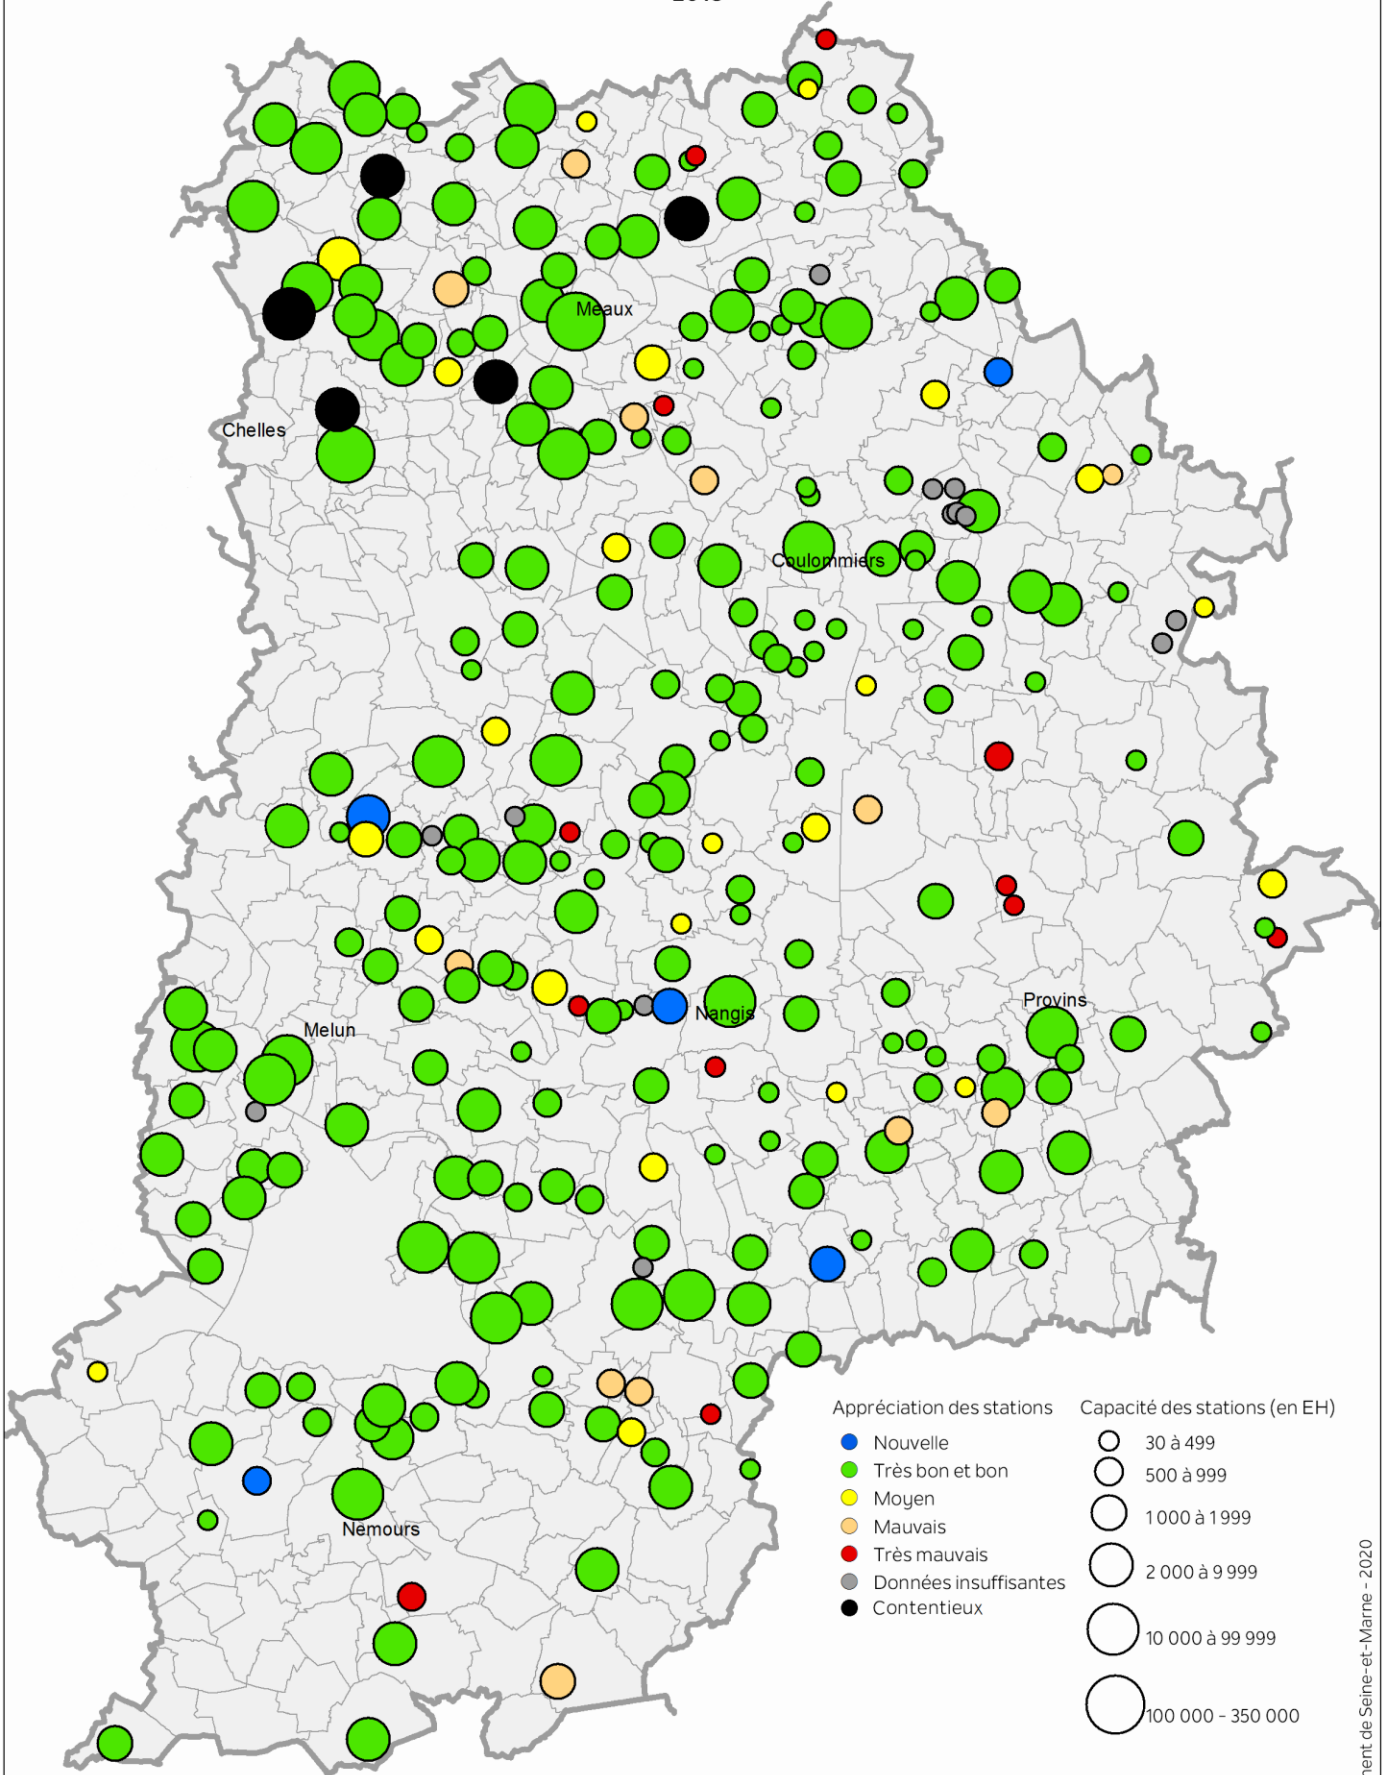 Meaux
Chelles
Coulommiers
Melun
Nangis
Provins
Nemours
Appréciation des stations
Nouvelle
Très bon et bon
Moyen
Mauvais
Très mauvais
Données insuffisantes
Contentieux
Capacité des stations (en EH)
30 à 499
500 à 999
1 000 à 1 999
2 000 à 9 999
10 000 à 99 999
100 000 - 350 000
de Seine-et-Marne - 2020